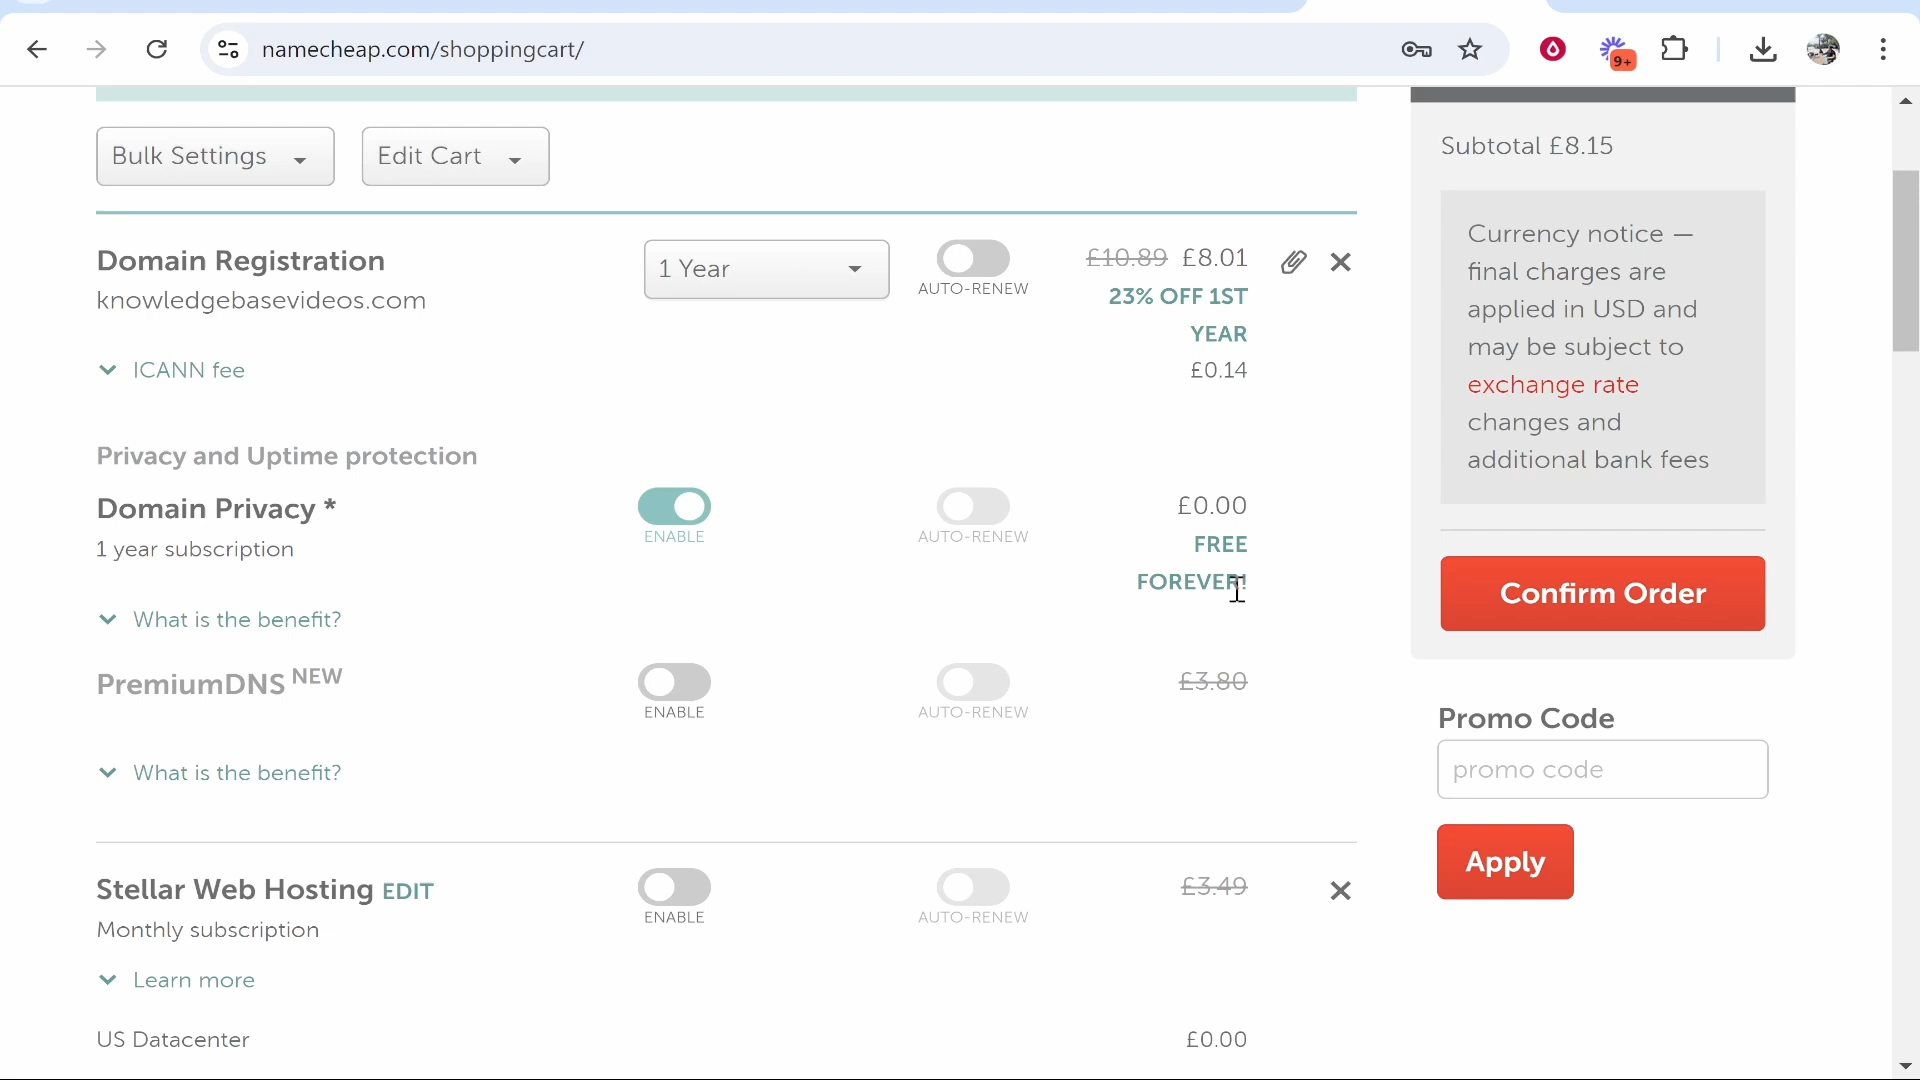 namecheap.com/shoppingcart/
9+
Bulk Settings
Edit Cart
Subtotal £8.15
Currency notice —
final charges are
applied in USD and
may be subject to
exchange rate
changes and
additional bank fees
Confirm Order
Promo Code
promo code
Apply
Domain Registration
knowledgebasevideos.com
1 Year
AUTO-RENEW
£10.89 £8.01
23% OFF 1ST
YEAR
ICANN fee
£0.14
Privacy and Uptime protection
Domain Privacy *
1 year subscription
ENABLE
AUTO-RENEW
£0.00
FREE
FOREVER!
What is the benefit?
PremiumDNS NEW
ENABLE
AUTO-RENEW
£3.80
What is the benefit?
Stellar Web Hosting EDIT
Monthly subscription
ENABLE
AUTO-RENEW
£3.49
Learn more
US Datacenter
£0.00